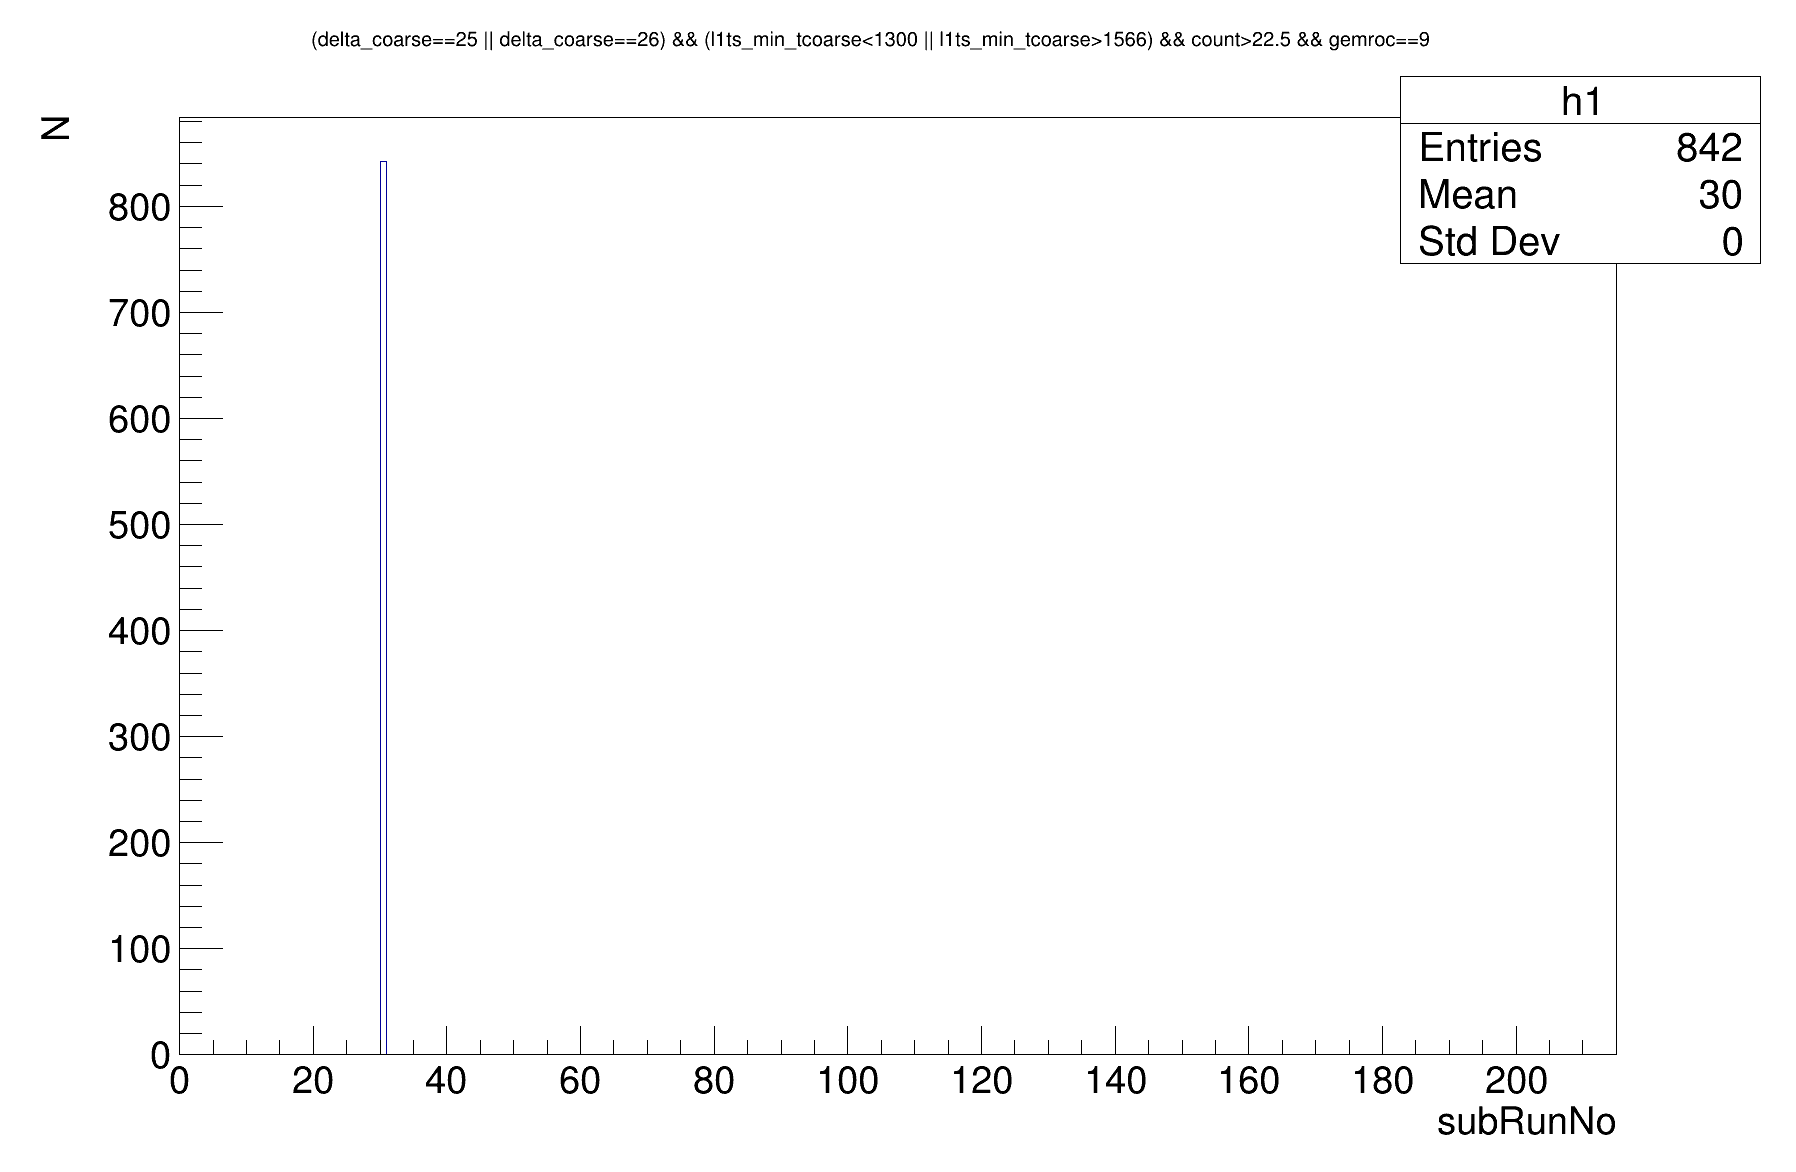 (delta_coarse==25 || delta_coarse==26) && (l1ts_min_tcoarse<1300 || l1ts_min_tcoarse>1566) && count>22.5 && gemroc==9
h1
Entries 842
Mean 30
Std Dev 0
N
800
700
600
500
400
300
200
100
0
0 20 40 60 80 100 120 140 160 180 200
subRunNo